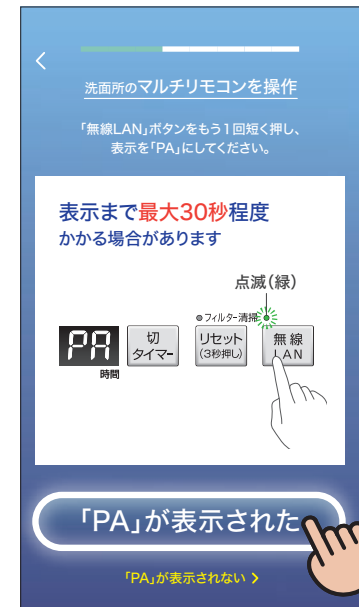 洗面所のマルチリモコンを操作
「無線LAN」ボタンをもう1回短く押し、
表示を「PA」にしてください。
表示まで最大30秒程度
かかる場合があります
点滅(緑)
フィルター清掃
PA
切
タイマー
リセット
(3秒押し)
無線
LAN
時間
「PA」が表示された
「PA」が表示されない